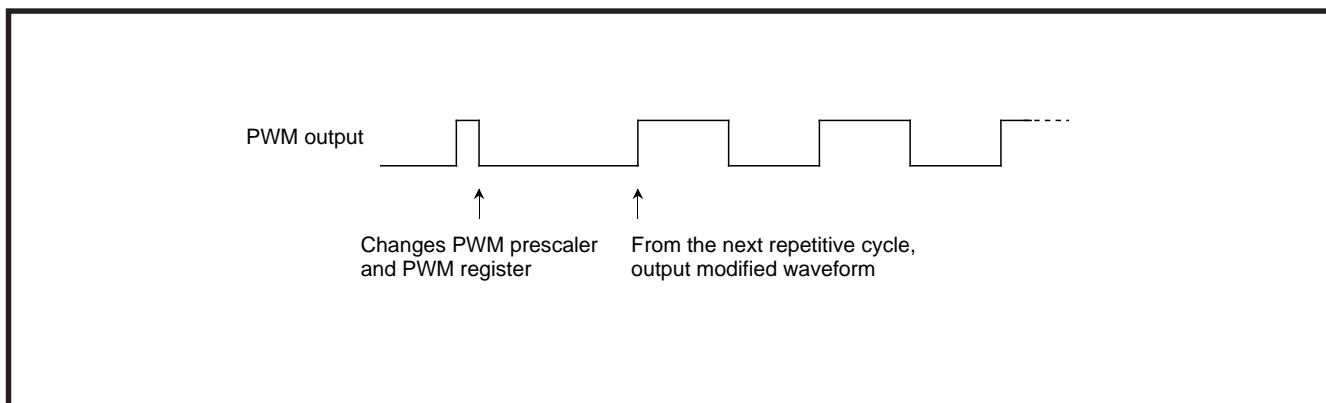 PWM output
Changes PWM prescaler
and PWM register
From the next repetitive cycle,
output modified waveform